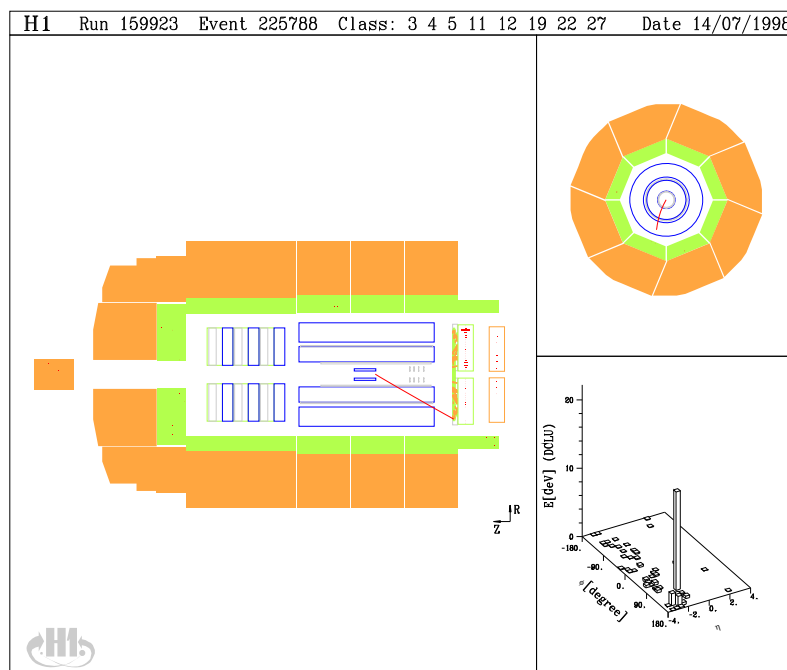 H1 Run 159923 Event 225788 Class: 3 4 5 11 12 19 22 27 Date 14/07/1998
R
Z
E[GeV] (DCLU)
20
10
0
-180.
-90.
0.
90.
180.
-4.
-2.
0.
2.
4.
φ[degree]
η
H1